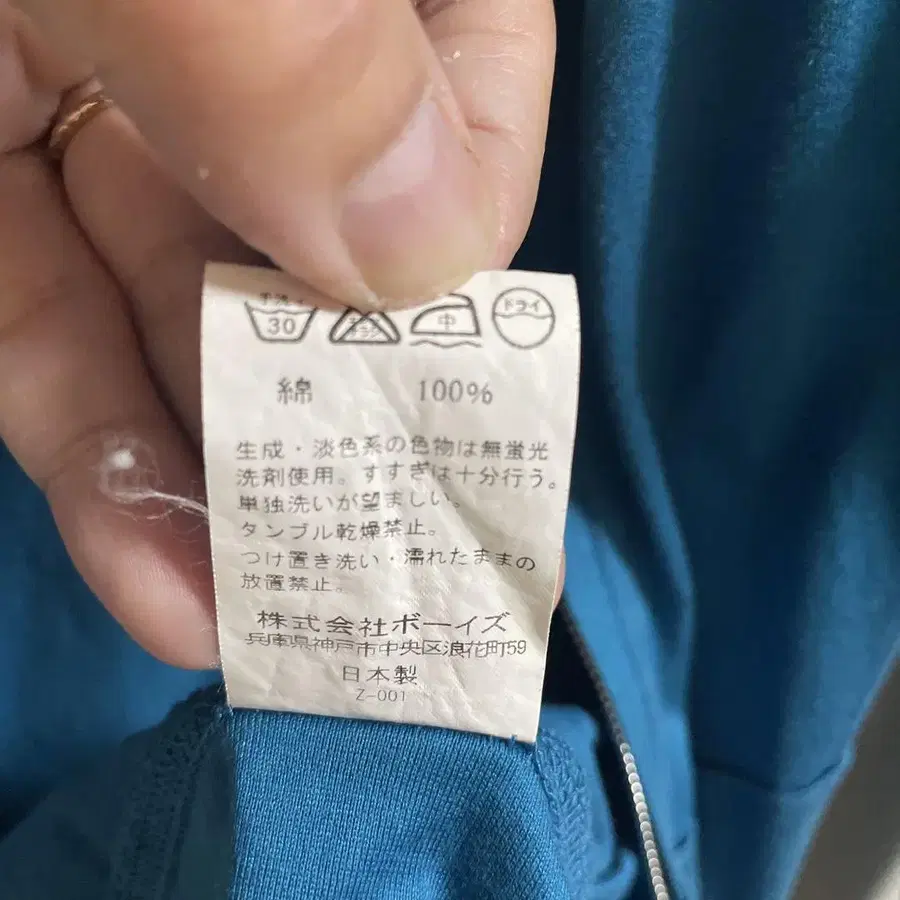 手洗イ
30
中
ドライ
綿 100%
生成・淡色系の色物は無蛍光
洗剤使用。すすぎは十分行う。
単独洗いが望ましい。
タンブル乾燥禁止。
つけ置き洗い・濡れたままの
放置禁止。
株式会社ボーイズ
兵庫県神戸市中央区浪花町59
日本製
Z-001